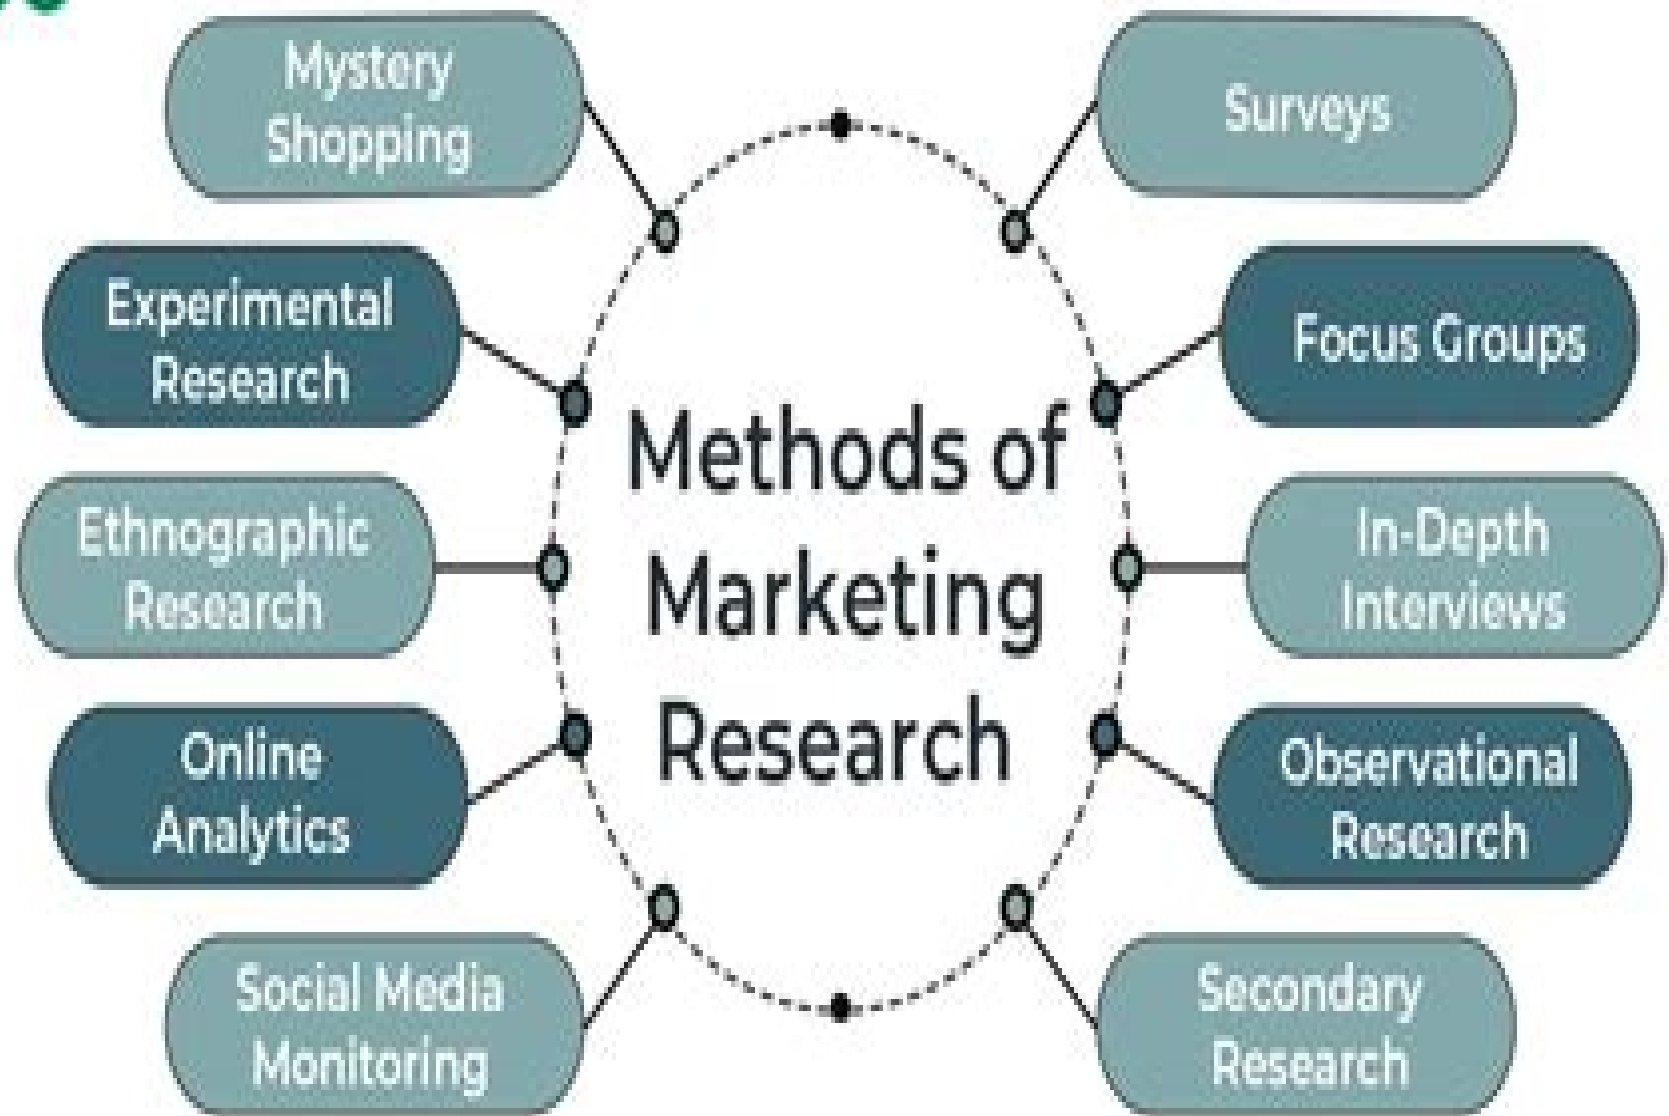 Mystery
Shopping
Surveys
Experimental
Research
Focus Groups
Ethnographic
Research
In-Depth
Interviews
Online
Analytics
Observational
Research
Social Media
Monitoring
Secondary
Research
Methods of
Marketing
Research